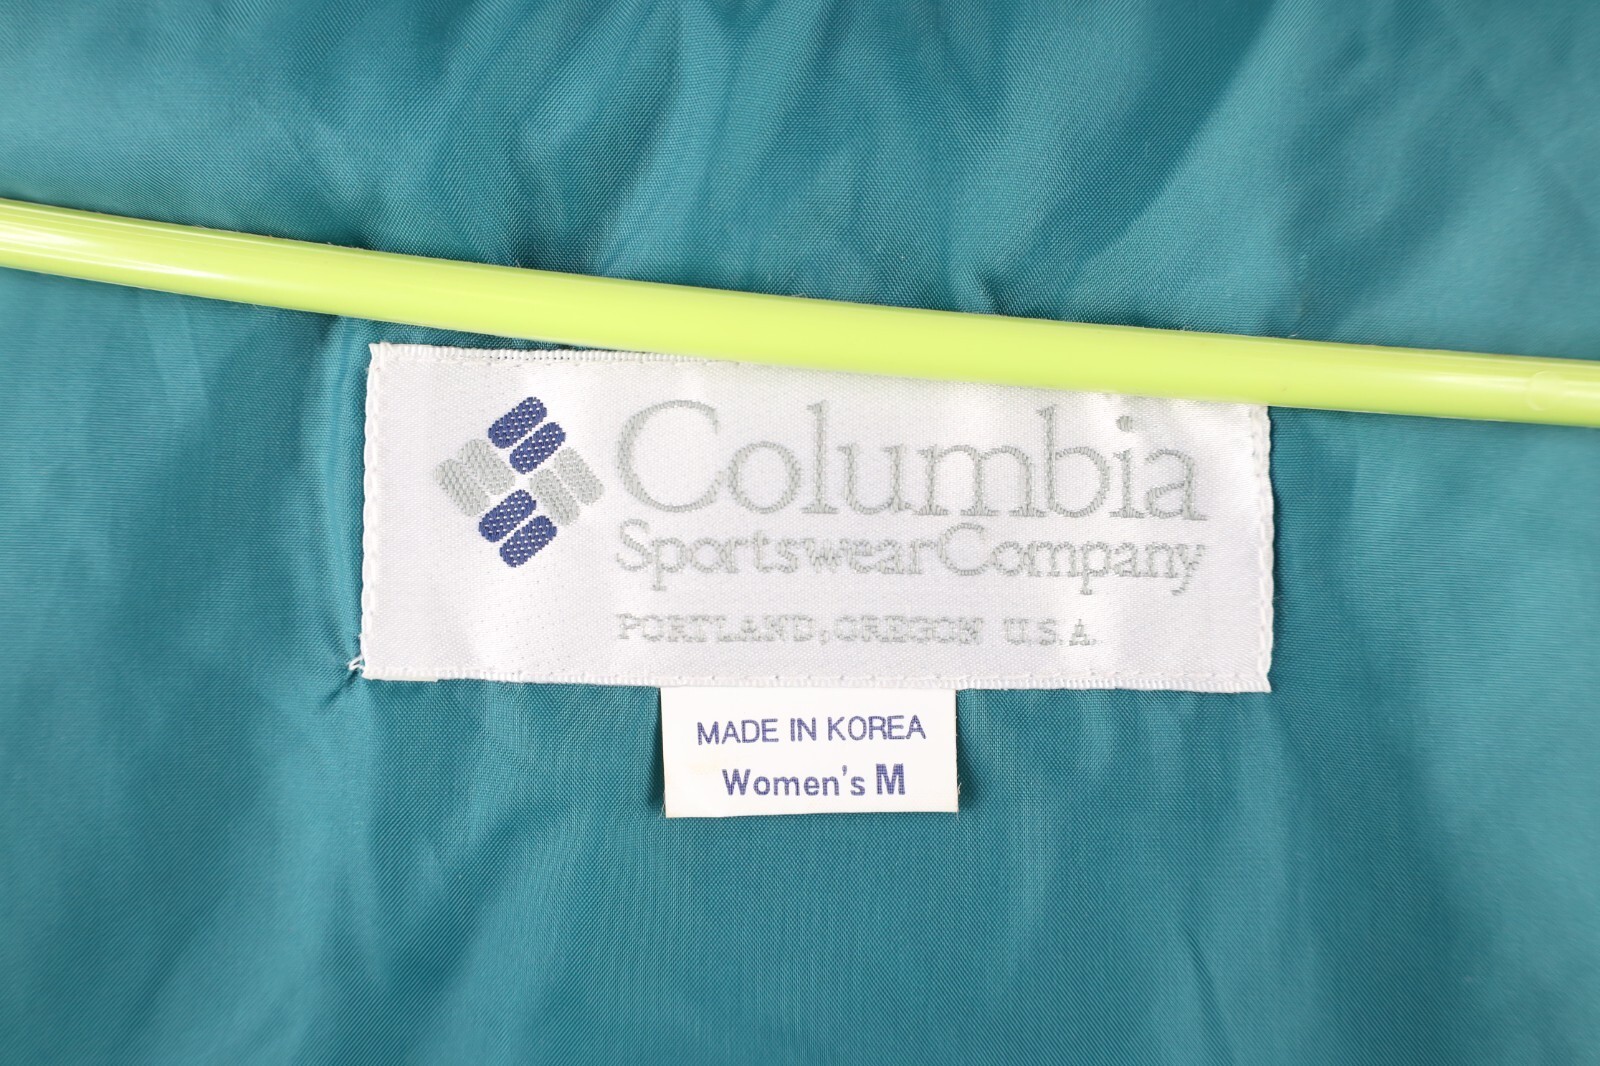 Columbia
Sportswear Company
PORTLAND, OREGON U.S.A.
MADE IN KOREA
Women's M